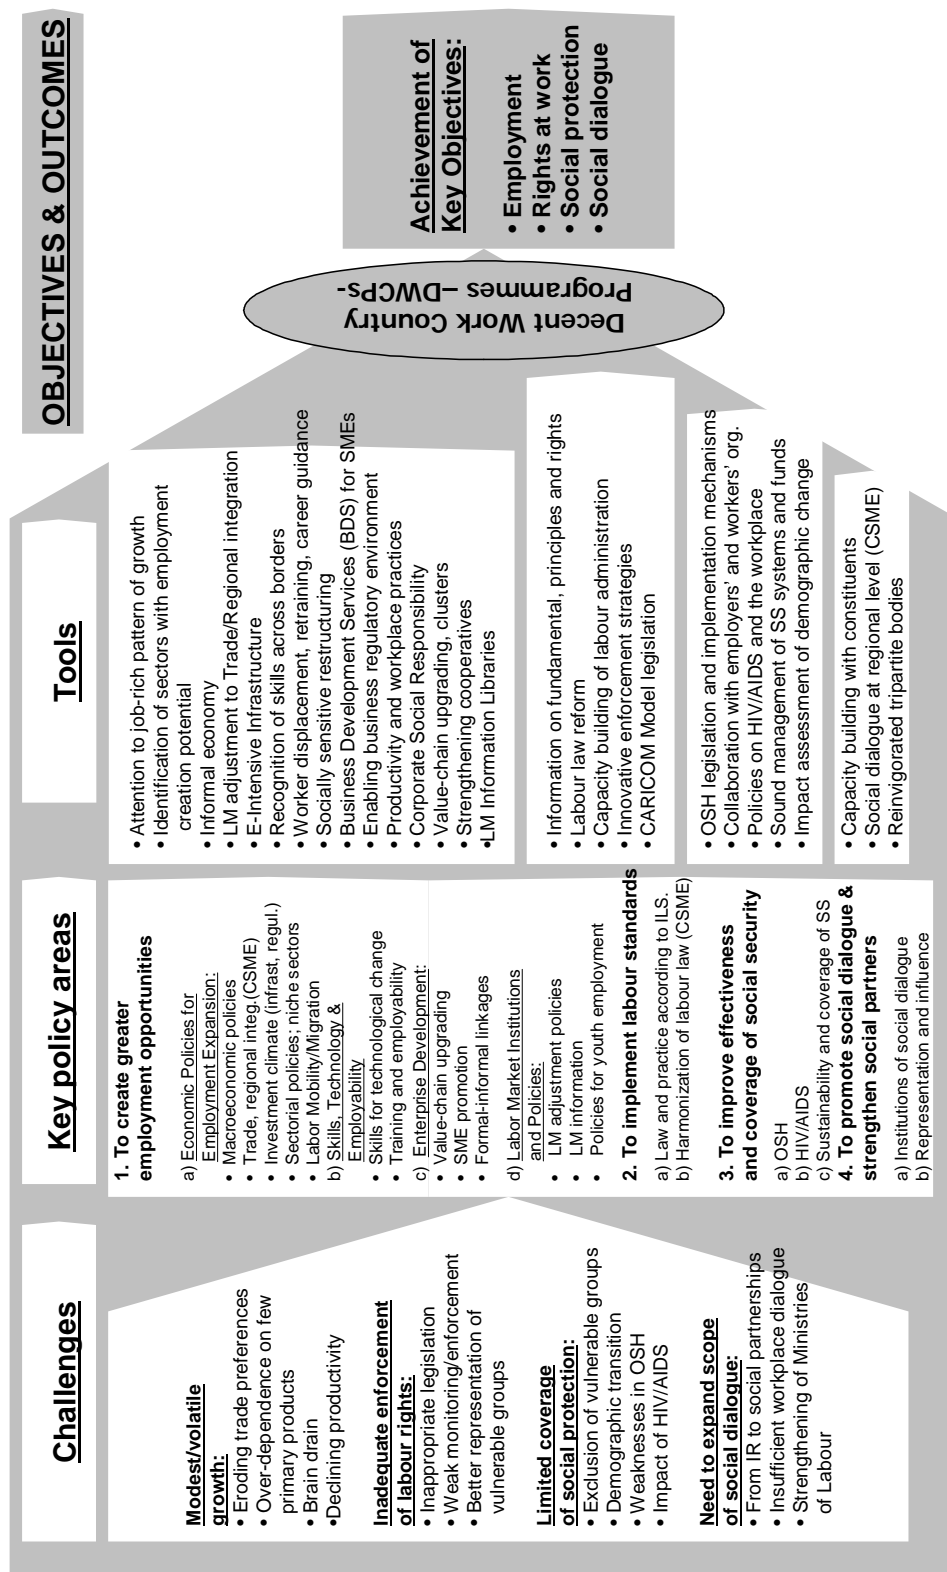 Challenges
Modest/volatile
growth:
• Eroding trade preferences
• Over-dependence on few
primary products
• Brain drain
•Declining productivity
Inadequate enforcement
of labour rights:
• Inappropriate legislation
• Weak monitoring/enforcement
• Better representation of
vulnerable groups
Limited coverage
of social protection:
• Exclusion of vulnerable groups
• Demographic transition
• Weaknesses in OSH
• Impact of HIV/AIDS
Need to expand scope
of social dialogue:
• From IR to social partnerships
• Insufficient workplace dialogue
• Strengthening of Ministries
of Labour
Key policy areas
1. To create greater
employment opportunities
a) Economic Policies for
Employment Expansion:
• Macroeconomic policies
• Trade, regional integ.(CSME)
• Investment climate (infrast, regul.)
• Sectorial policies; niche sectors
• Labor Mobility/Migration
b) Skills, Technology &
Employability
• Skills for technological change
• Training and employability
c) Enterprise Development:
• Value-chain upgrading
• SME promotion
• Formal-informal linkages
d) Labor Market Institutions
and Policies:
• LM adjustment policies
• LM information
• Policies for youth employment
2. To implement labour standards
a) Law and practice according to ILS.
b) Harmonization of labour law (CSME)
3. To improve effectiveness
and coverage of social security
a) OSH
b) HIV/AIDS
c) Sustainability and coverage of SS
4. To promote social dialogue &
strengthen social partners
a) Institutions of social dialogue
b) Representation and influence
Tools
• Attention to job-rich pattern of growth
• Identification of sectors with employment
creation potential
• Informal economy
• LM adjustment to Trade/Regional integration
• E-Intensive Infrastructure
• Recognition of skills across borders
• Worker displacement, retraining, career guidance
• Socially sensitive restructuring
• Business Development Services (BDS) for SMEs
• Enabling business regulatory environment
• Productivity and workplace practices
• Corporate Social Responsibility
• Value-chain upgrading, clusters
• Strengthening cooperatives
•LM Information Libraries
• Information on fundamental, principles and rights
• Labour law reform
• Capacity building of labour administration
• Innovative enforcement strategies
• CARICOM Model legislation
• OSH legislation and implementation mechanisms
• Collaboration with employers' and workers' org.
• Policies on HIV/AIDS and the workplace
• Sound management of SS systems and funds
• Impact assessment of demographic change
• Capacity building with constituents
• Social dialogue at regional level (CSME)
• Reinvigorated tripartite bodies
OBJECTIVES & OUTCOMES
Decent Work Country
Programmes –DWCPs-
Achievement of
Key Objectives:
• Employment
• Rights at work
• Social protection
• Social dialogue